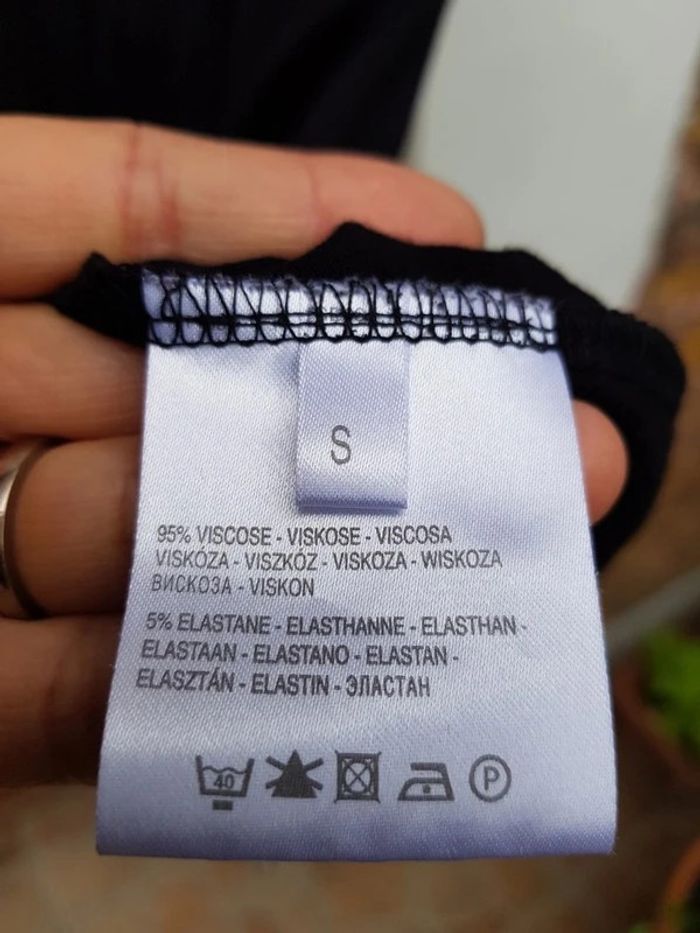 S
95% VISCOSE - VISKOSE - VISCOSA
VISKÓZA - VISZKÓZ - VISKOZA - WISKOZA
ВИСКОЗА - VISKON
5% ELASTANE - ELASTHANNE - ELASTHAN -
ELASTAAN - ELASTANO - ELASTAN -
ELASZTÁN - ELASTIN - ЭЛАСТАН
40 P